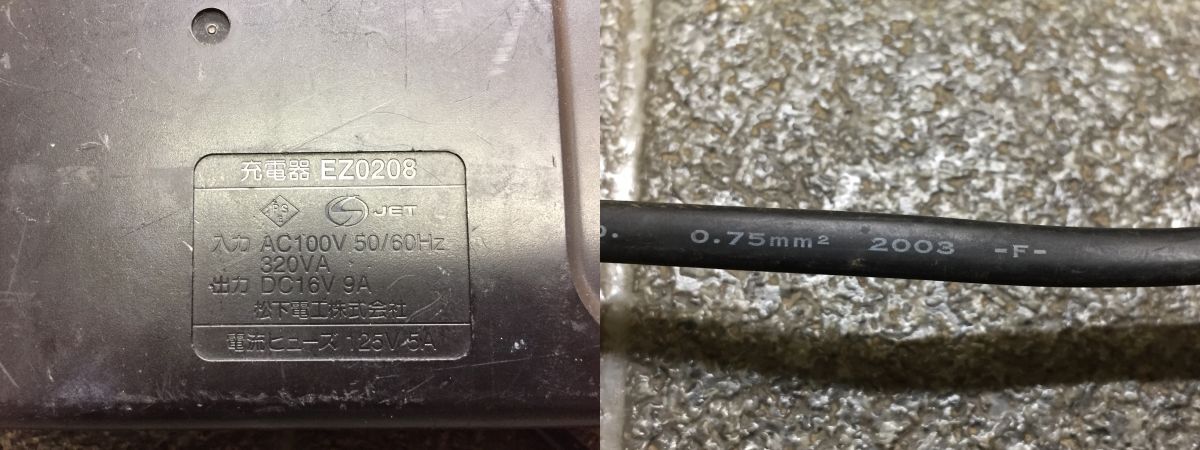 充電器 EZ0208
JET
入力 AC100V 50/60Hz
320VA
出力 DC16V 9A
松下電工株式会社
電流ヒューズ 125V 5A
0.75mm² 2003 -F-